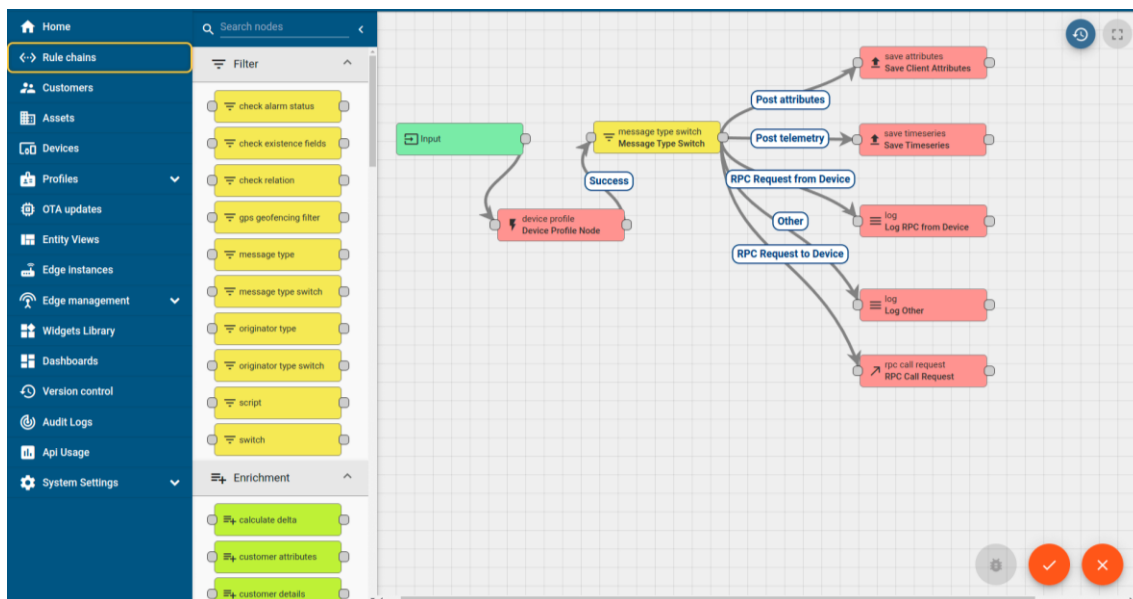 Home
Rule chains
Customers
Assets
Devices
Profiles
OTA updates
Entity Views
Edge instances
Edge management
Widgets Library
Dashboards
Version control
Audit Logs
Api Usage
System Settings
Search nodes
Filter
check alarm status
check existence fields
check relation
gps geofencing filter
message type
message type switch
originator type
originator type switch
script
switch
Enrichment
calculate delta
customer attributes
customer details
Input
device profile
Device Profile Node
Success
message type switch
Message Type Switch
Post attributes
Post telemetry
RPC Request from Device
Other
RPC Request to Device
save attributes
Save Client Attributes
save timeseries
Save Timeseries
log
Log RPC from Device
log
Log Other
rpc call request
RPC Call Request